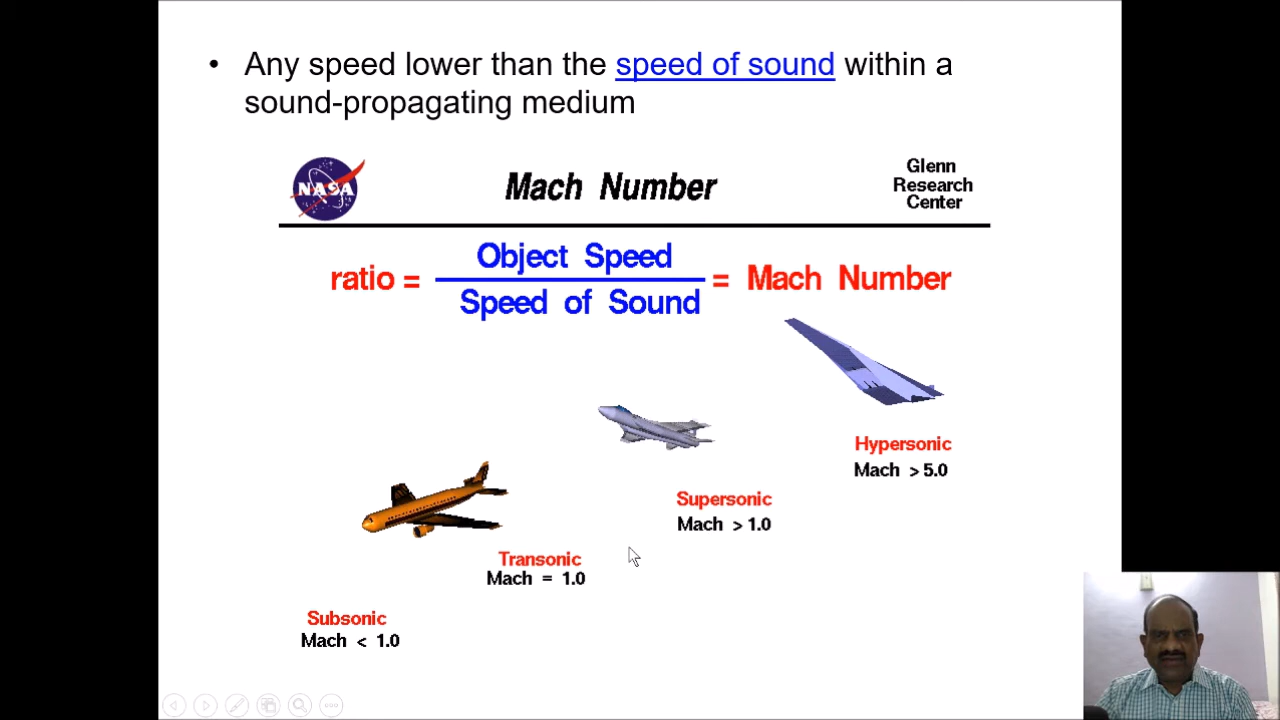 • Any speed lower than the speed of sound within a
sound-propagating medium
NASA
Mach Number
Glenn
Research
Center
ratio = Object Speed
Speed of Sound
= Mach Number
Hypersonic
Mach > 5.0
Supersonic
Mach > 1.0
Transonic
Mach = 1.0
Subsonic
Mach < 1.0